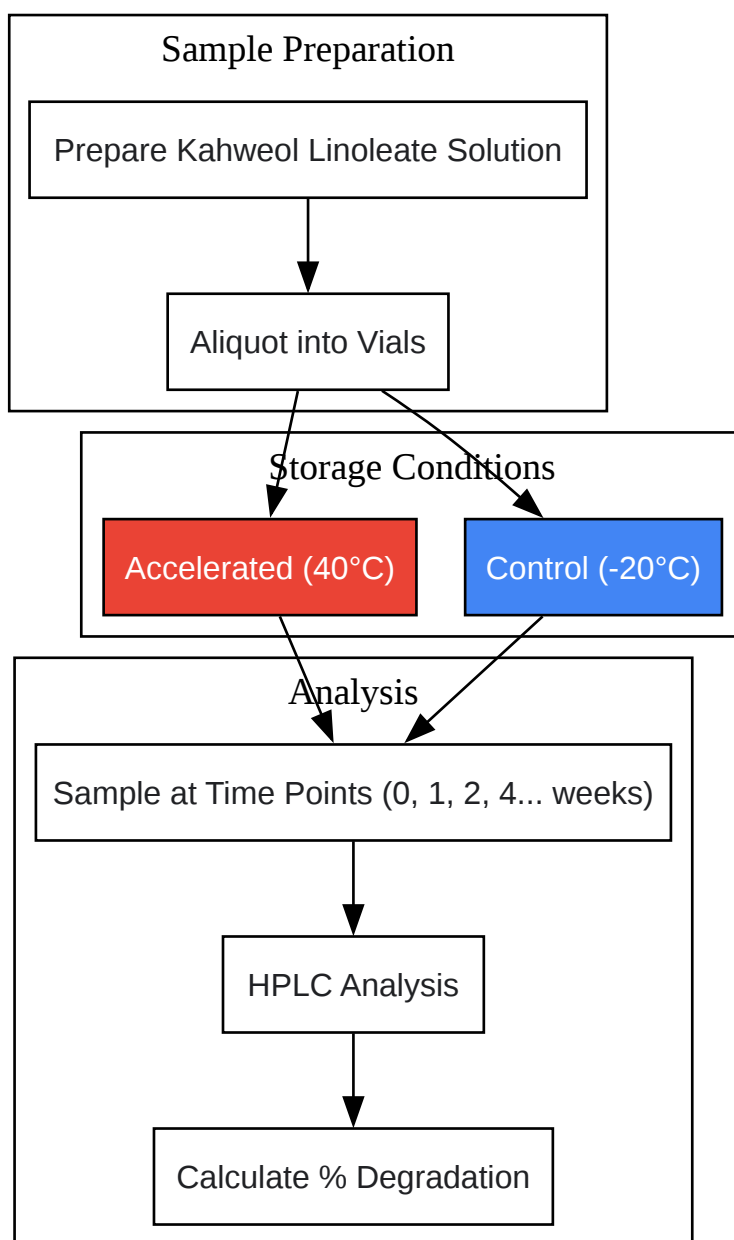 Sample Preparation
Prepare Kahweol Linoleate Solution
Aliquot into Vials
Storage Conditions
Accelerated (40°C)
Control (-20°C)
Analysis
Sample at Time Points (0, 1, 2, 4... weeks)
HPLC Analysis
Calculate % Degradation